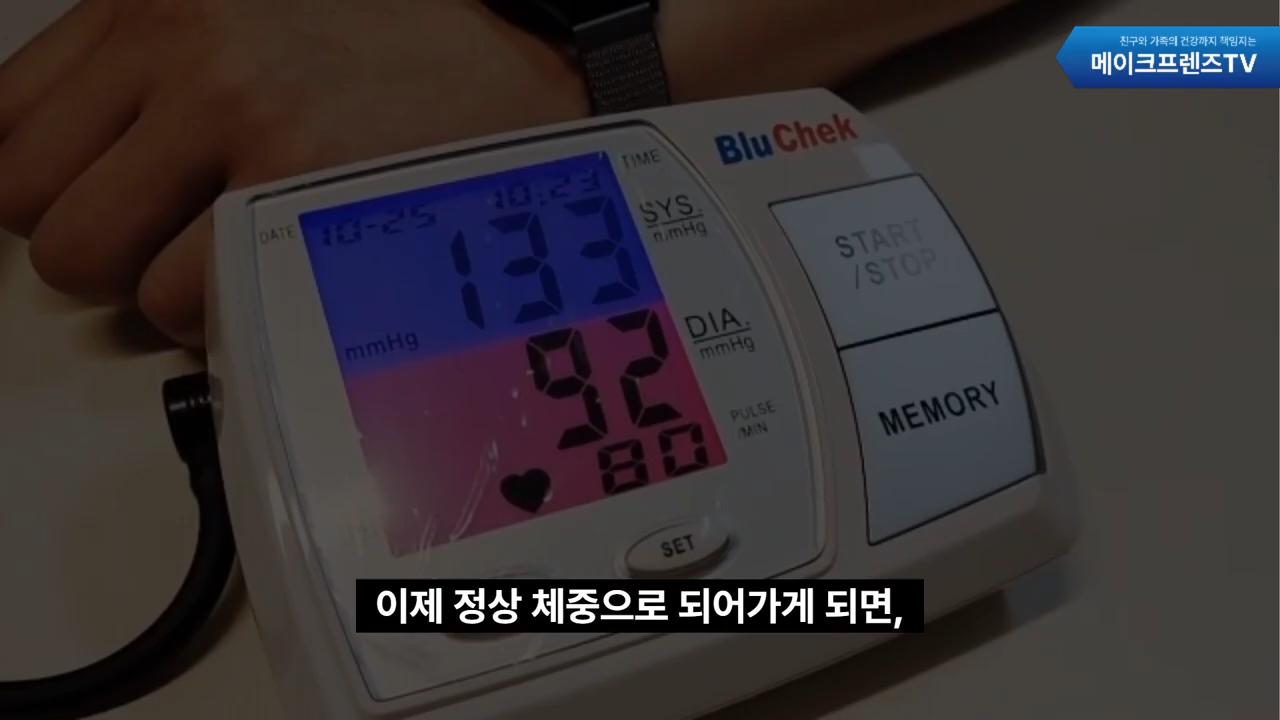 친구와 가족의 건강까지 책임지는
메이크프렌즈TV
BluChek
TIME
DATE 10-25 10:23
SYS.
mmHg
133
mmHg
DIA.
mmHg
92
PULSE
/MIN
80
START
/STOP
MEMORY
SET
이제 정상 체중으로 되어가게 되면,